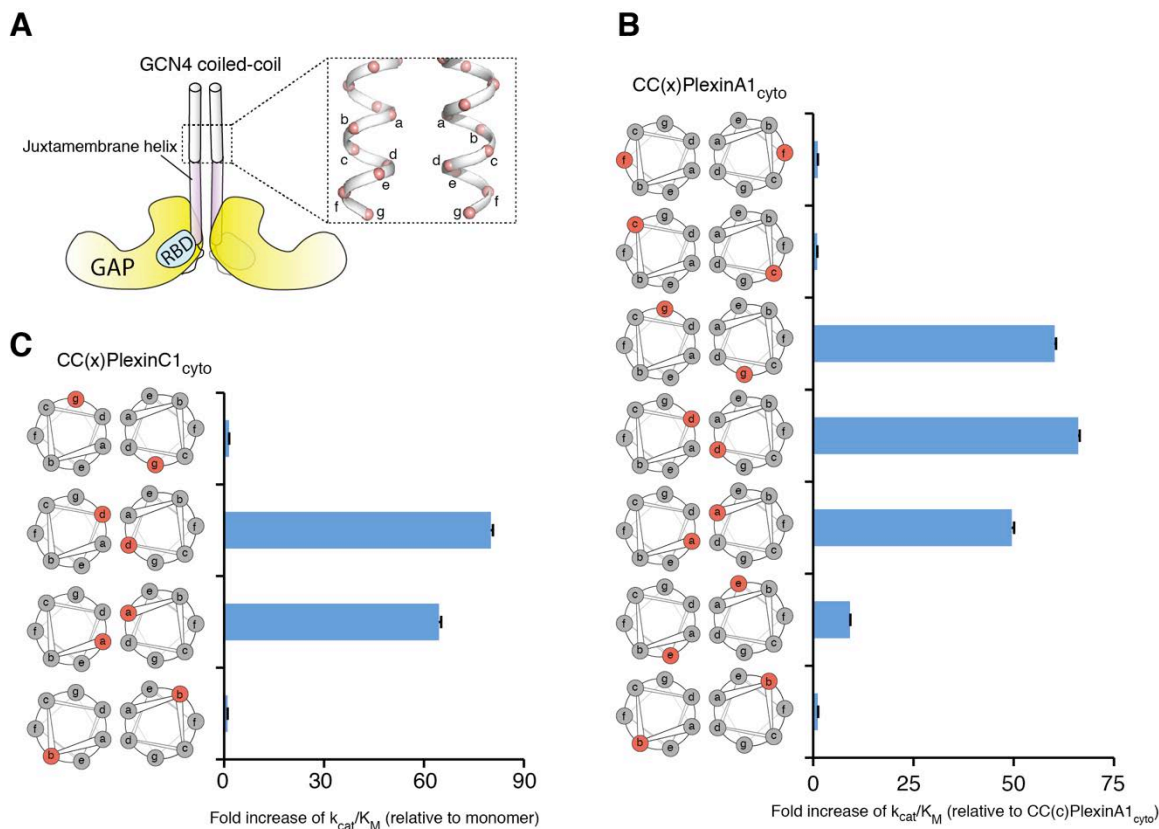 A
GCN4 coiled-coil
Juxtamembrane helix
GAP
RBD
b
a
c
d
e
f
g
a
b
c
d
e
f
g
B
CC(x)PlexinA1cyto
c g d a e b f
e b f c g d a
c g d a e b f
e b f c g d a
c g d a e b f
e b f c g d a
c g d a e b f
e b f c g d a
c g d a e b f
e b f c g d a
c g d a e b f
e b f c g d a
c g d a e b f
e b f c g d a
0 25 50 75
Fold increase of kcat/KM (relative to CC(c)PlexinA1cyto)
C
CC(x)PlexinC1cyto
c g d a e b f
e b f c g d a
c g d a e b f
e b f c g d a
c g d a e b f
e b f c g d a
c g d a e b f
e b f c g d a
0 30 60 90
Fold increase of kcat/KM (relative to monomer)